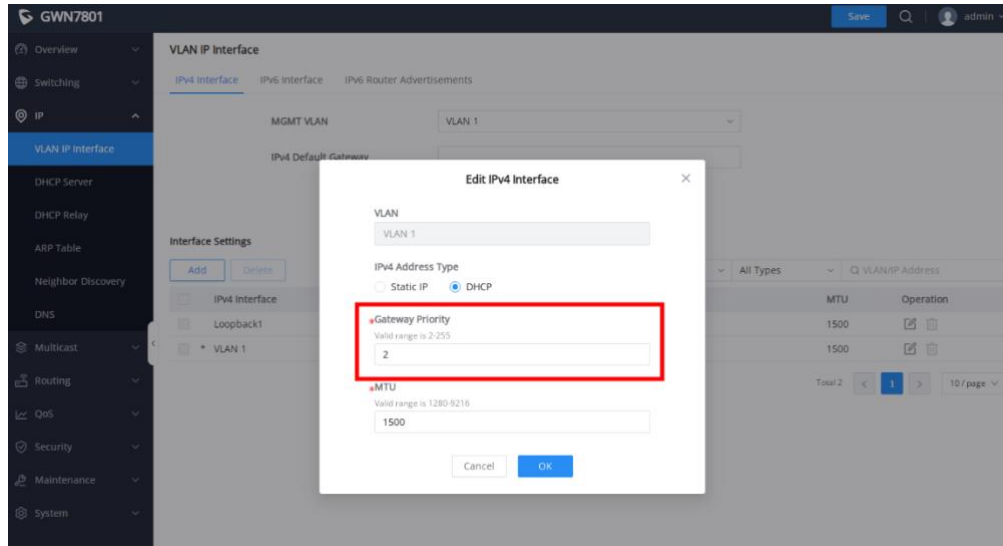 GWN7801
Save
admin
Overview
Switching
IP
VLAN IP Interface
DHCP Server
DHCP Relay
ARP Table
Neighbor Discovery
DNS
Multicast
Routing
QoS
Security
Maintenance
System
VLAN IP Interface
IPv4 Interface IPv6 Interface IPv6 Router Advertisements
MGMT VLAN VLAN 1
IPv4 Default Gateway
Interface Settings
Add Delete All Types VLAN/IP Address
IPv4 Interface MTU Operation
Loopback1 1500
* VLAN 1 1500
Total 2 < 1 > 10 / page
Edit IPv4 Interface
VLAN
VLAN 1
IPv4 Address Type
Static IP DHCP
*Gateway Priority
Valid range is 2-255
2
*MTU
Valid range is 1280-9216
1500
Cancel OK